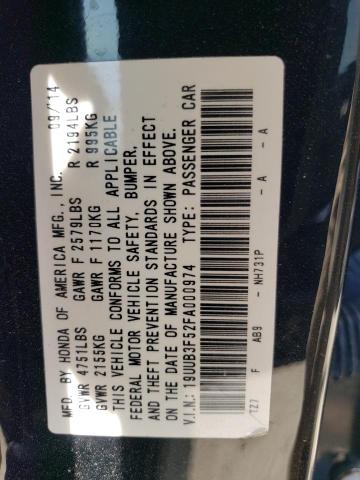 MFD. BY HONDA OF AMERICA MFG., INC. 09/'14
GVWR 4751LBS GAWR F 2579LBS R 2194LBS
GVWR 2155KG GAWR F 1170KG R 995KG
THIS VEHICLE CONFORMS TO ALL APPLICABLE
FEDERAL MOTOR VEHICLE SAFETY, BUMPER,
AND THEFT PREVENTION STANDARDS IN EFFECT
ON THE DATE OF MANUFACTURE SHOWN ABOVE.
V.I.N.: 19UUB3F52FA000974 TYPE: PASSENGER CAR
TZ7 F AB9 - NH731P - A - A